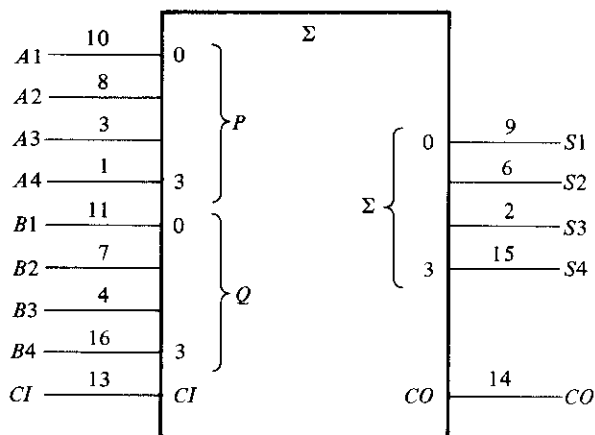 Σ
A1 10 0
A2 8
A3 3
A4 1 3
P
B1 11 0
B2 7
B3 4
B4 16 3
Q
CI 13 CI
Σ
0 9 S1
6 S2
2 S3
3 15 S4
CO 14 CO